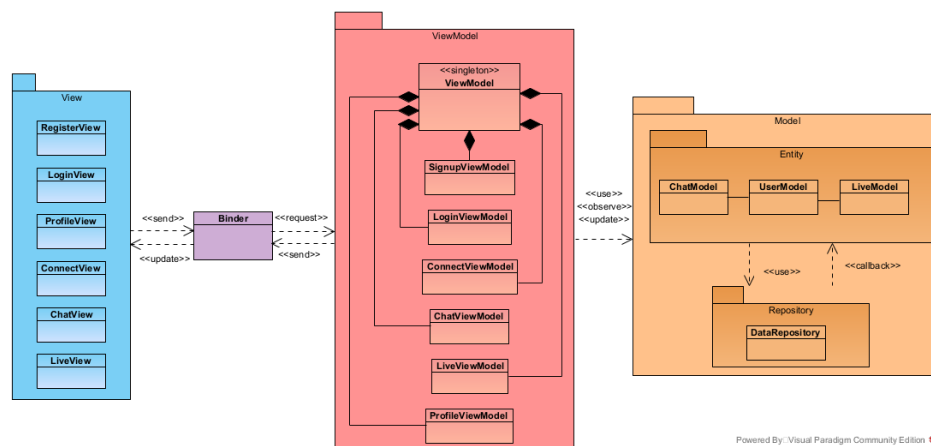 View
RegisterView
LoginView
ProfileView
ConnectView
ChatView
LiveView
<<send>>
<<update>>
Binder
<<request>>
<<send>>
ViewModel
<<singleton>>
ViewModel
SignupViewModel
LoginViewModel
ConnectViewModel
ChatViewModel
LiveViewModel
ProfileViewModel
<<use>>
<<observe>>
<<update>>
Model
Entity
ChatModel
UserModel
LiveModel
<<use>>
<<callback>>
Repository
DataRepository
Powered By Visual Paradigm Community Edition